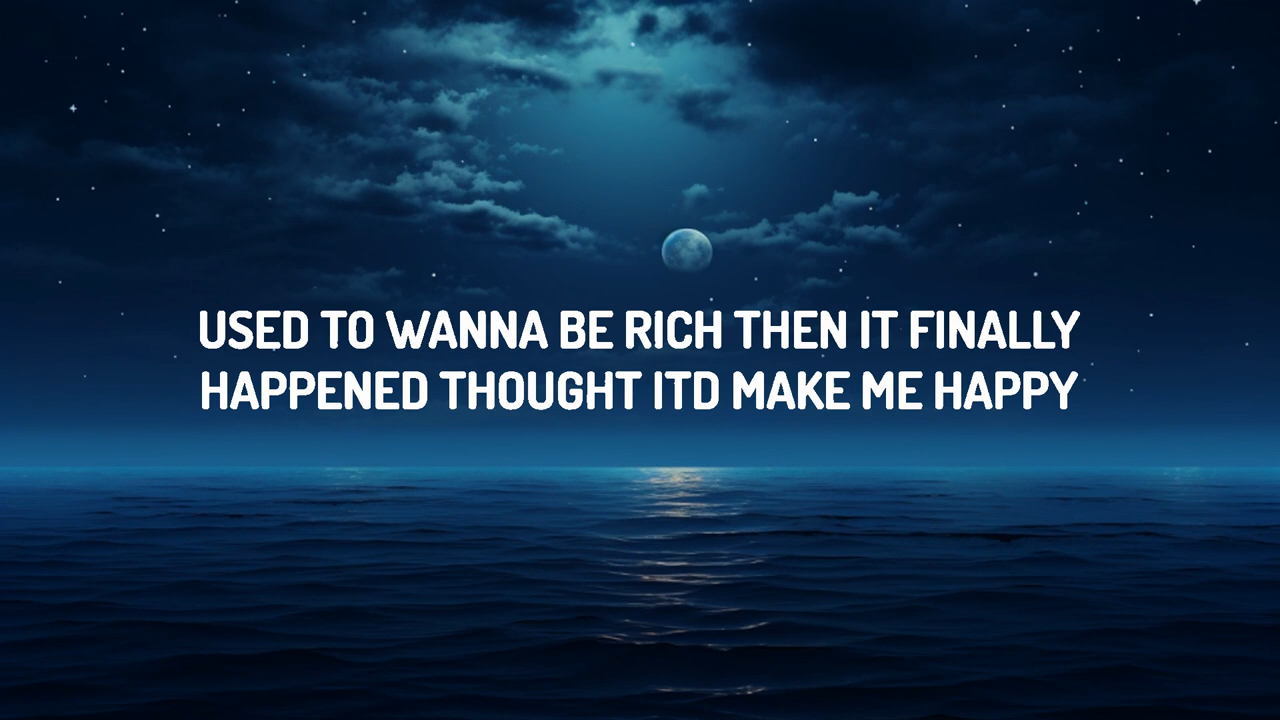 USED TO WANNA BE RICH THEN IT FINALLY
HAPPENED THOUGHT ITD MAKE ME HAPPY